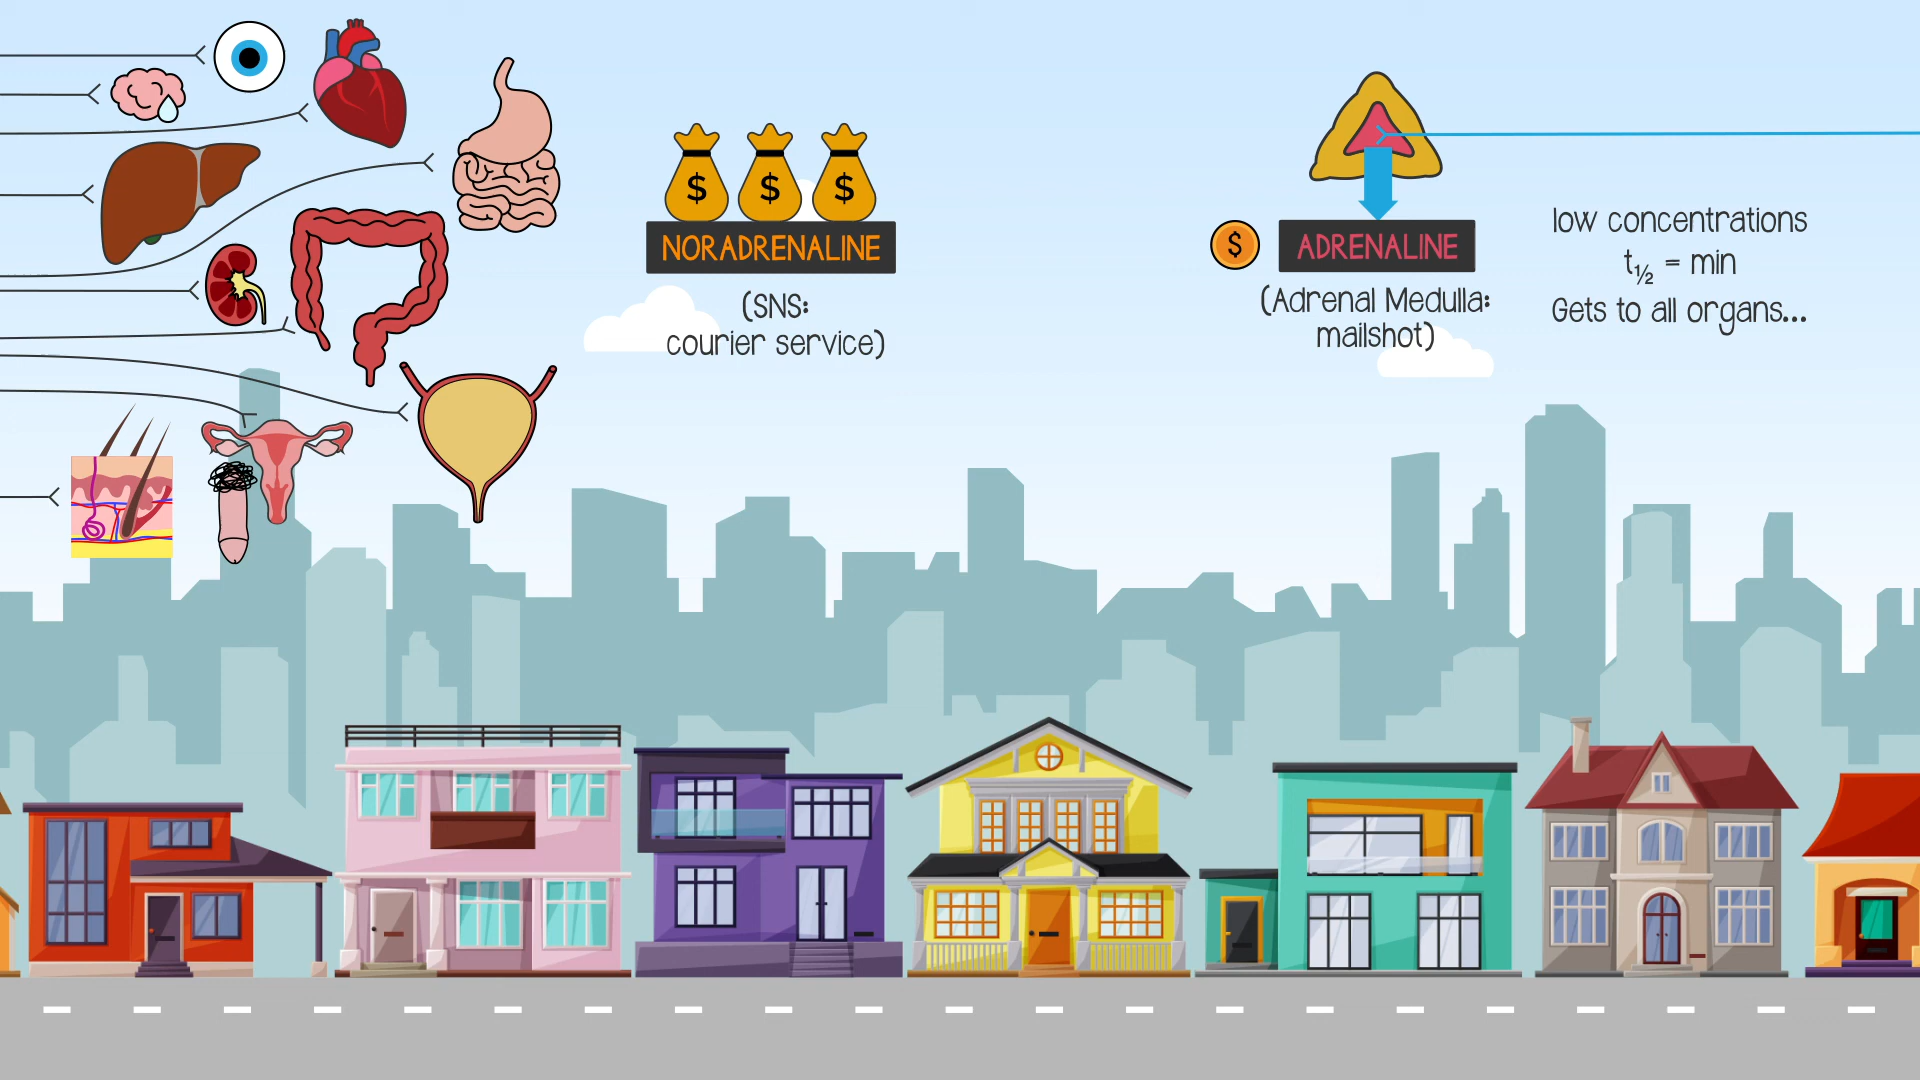 $ $ $
NORADRENALINE
(SNS:
courier service)
$
ADRENALINE
(Adrenal Medulla:
mailshot)
low concentrations
t½ = min
Gets to all organs...